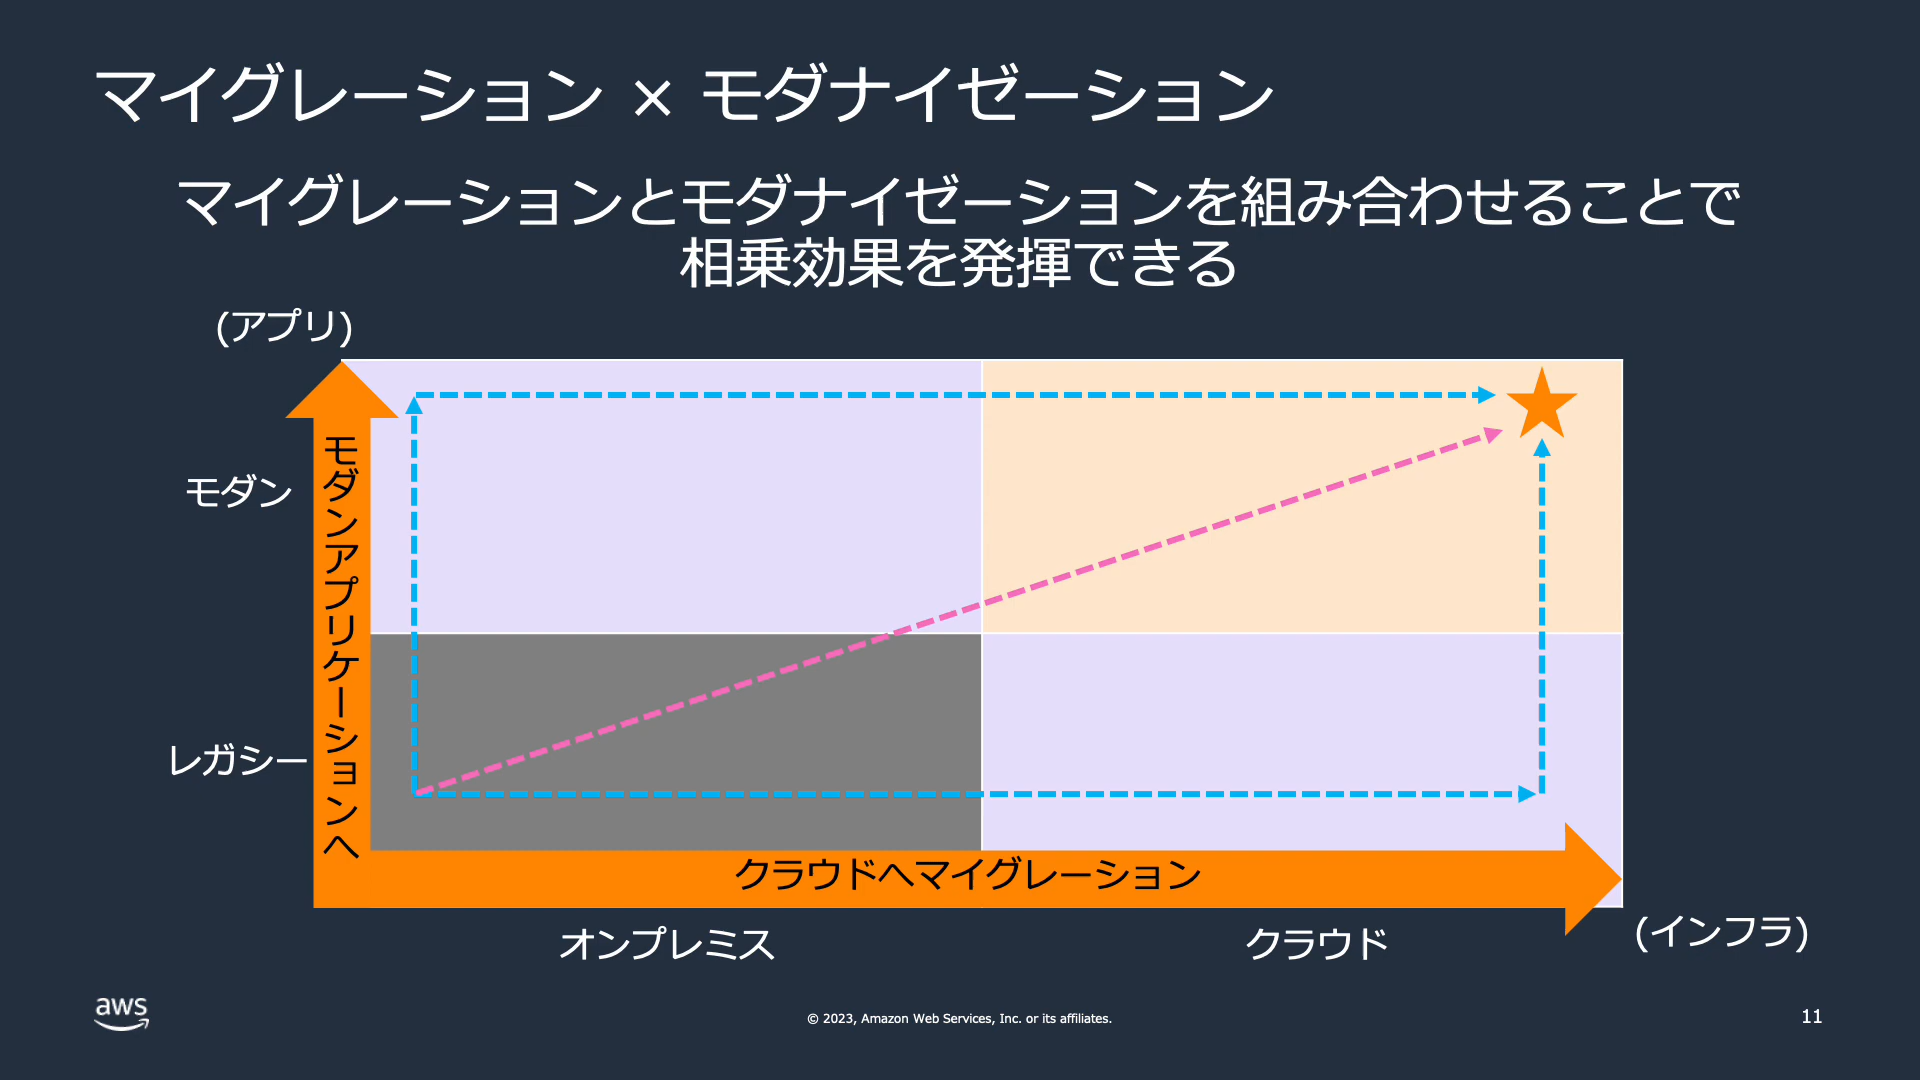 マイグレーション × モダナイゼーション
マイグレーションとモダナイゼーションを組み合わせることで
相乗効果を発揮できる
(アプリ)
モダン
レガシー
モダンアプリケーションへ
クラウドへマイグレーション
オンプレミス
クラウド
(インフラ)
aws
© 2023, Amazon Web Services, Inc. or its affiliates.
11